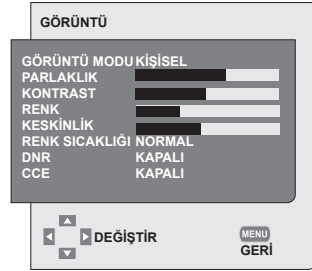 GÖRÜNTÜ
GÖRÜNTÜ MODU KİŞİSEL
PARLAKLIK
KONTRAST
RENK
KESKİNLİK
RENK SICAKLIĞI NORMAL
DNR KAPALI
CCE KAPALI
DEĞİŞTİR
MENU
GERİ